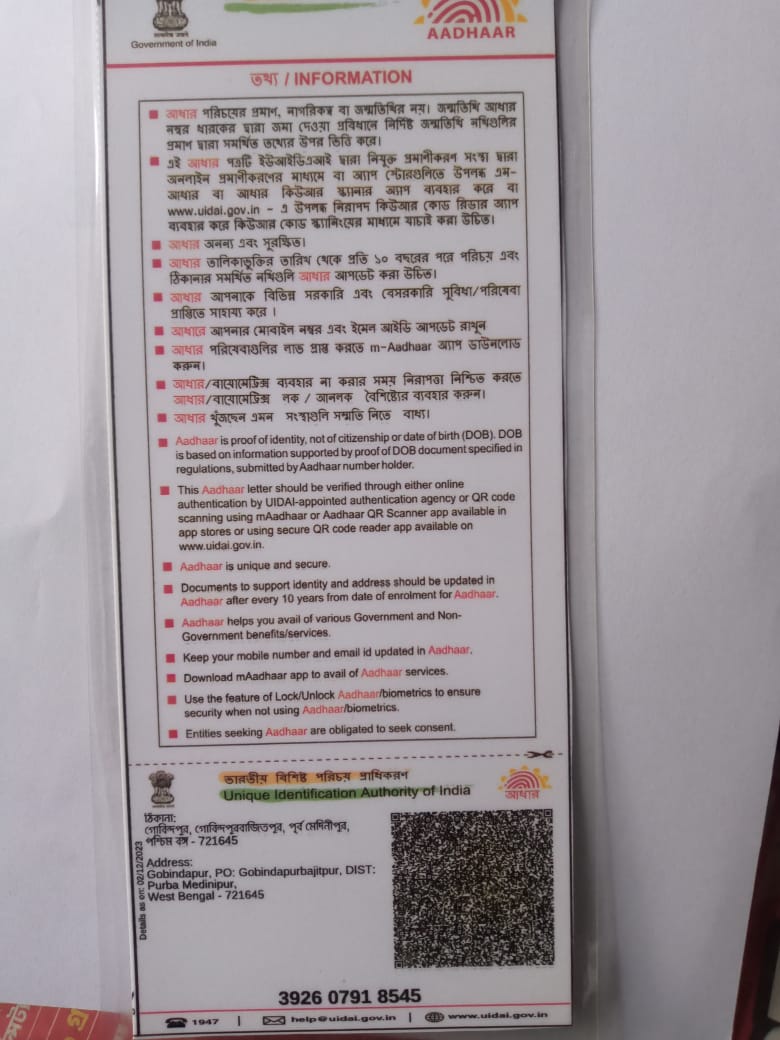 Government of India
AADHAAR
তথ্য / INFORMATION
আধার পরিচয়ের প্রমাণ, নাগরিকত্ব বা জন্মতিথির নয়। জন্মতিথি আধার
নম্বর ধারকের দ্বারা জমা দেওয়া প্রবিধানে নির্দিষ্ট জন্মতিথি নথিগুলির
প্রমাণ দ্বারা সমর্থিত তথ্যের উপর ভিত্তি করে।
এই আধার পত্রটি ইউআইডিএআই দ্বারা নিযুক্ত প্রমাণীকরণ সংস্থা দ্বারা
অনলাইন প্রমাণীকরণের মাধ্যমে বা অ্যাপ স্টোরগুলিতে উপলব্ধ এম-
আধার বা আধার কিউআর স্ক্যানার অ্যাপ ব্যবহার করে বা
www.uidai.gov.in - এ উপলব্ধ নিরাপদ কিউআর কোড রিডার অ্যাপ
ব্যবহার করে কিউআর কোড স্ক্যানিংয়ের মাধ্যমে যাচাই করা উচিত।
আধার অনন্য এবং সুরক্ষিত।
আধার তালিকাভুক্তির তারিখ থেকে প্রতি ১০ বছরের পরে পরিচয় এবং
ঠিকানার সমর্থিত নথিগুলি আধার আপডেট করা উচিত।
আধার আপনাকে বিভিন্ন সরকারি এবং বেসরকারি সুবিধা/পরিষেবা
প্রাপ্তিতে সাহায্য করে ।
আধারে আপনার মোবাইল নম্বর এবং ইমেল আইডি আপডেট রাখুন
আধার পরিষেবাগুলির লাভ প্রাপ্ত করতে m-Aadhaar অ্যাপ ডাউনলোড
করুন।
আধার/বায়োমেট্রিক্স ব্যবহার না করার সময় নিরাপত্তা নিশ্চিত করতে
আধার/বায়োমেট্রিক্স লক / আনলক বৈশিষ্ট্যের ব্যবহার করুন।
আধার খুঁজছেন এমন সংস্থাগুলি সম্মতি নিতে বাধ্য।
Aadhaar is proof of identity, not of citizenship or date of birth (DOB). DOB
is based on information supported by proof of DOB document specified in
regulations, submitted by Aadhaar number holder.
This Aadhaar letter should be verified through either online
authentication by UIDAI-appointed authentication agency or QR code
scanning using mAadhaar or Aadhaar QR Scanner app available in
app stores or using secure QR code reader app available on
www.uidai.gov.in.
Aadhaar is unique and secure.
Documents to support identity and address should be updated in
Aadhaar after every 10 years from date of enrolment for Aadhaar.
Aadhaar helps you avail of various Government and Non-
Government benefits/services.
Keep your mobile number and email id updated in Aadhaar.
Download mAadhaar app to avail of Aadhaar services.
Use the feature of Lock/Unlock Aadhaar/biometrics to ensure
security when not using Aadhaar/biometrics.
Entities seeking Aadhaar are obligated to seek consent.
ভারতীয় বিশিষ্ট পরিচয় প্রাধিকরণ
Unique Identification Authority of India
আধার
ঠিকানা:
গোবিন্দপুর, গোবিন্দপুরবাজিতপুর, পূর্ব মেদিনীপুর,
পশ্চিম বঙ্গ - 721645
Address:
Gobindapur, PO: Gobindapurbajitpur, DIST:
Purba Medinipur,
West Bengal - 721645
Details as on: 02/12/2023
3926 0791 8545
1947 | help@uidai.gov.in | www.uidai.gov.in